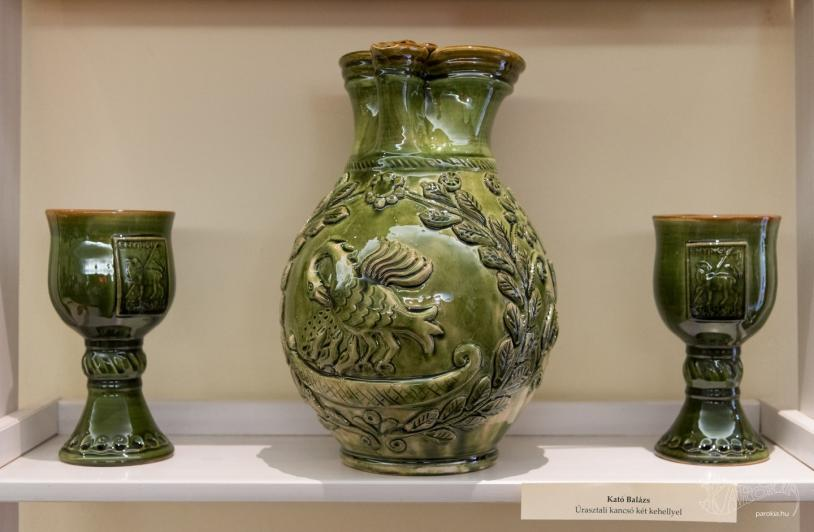 Kató Balázs
Úrasztali kancsó két kehellyel
parokia.hu